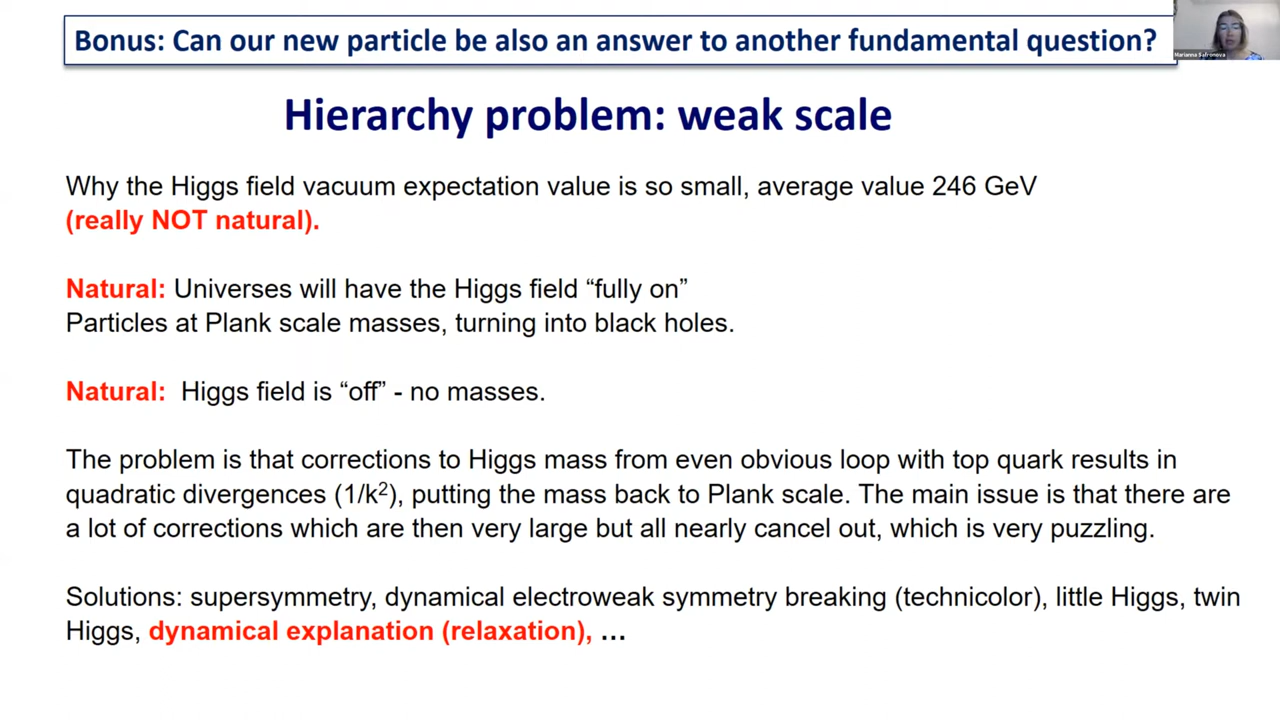 Bonus: Can our new particle be also an answer to another fundamental question?
Marianna Safronova
Hierarchy problem: weak scale
Why the Higgs field vacuum expectation value is so small, average value 246 GeV
(really NOT natural).
Natural: Universes will have the Higgs field “fully on”
Particles at Plank scale masses, turning into black holes.
Natural: Higgs field is “off” - no masses.
The problem is that corrections to Higgs mass from even obvious loop with top quark results in
quadratic divergences (1/k²), putting the mass back to Plank scale. The main issue is that there are
a lot of corrections which are then very large but all nearly cancel out, which is very puzzling.
Solutions: supersymmetry, dynamical electroweak symmetry breaking (technicolor), little Higgs, twin
Higgs, dynamical explanation (relaxation), ...